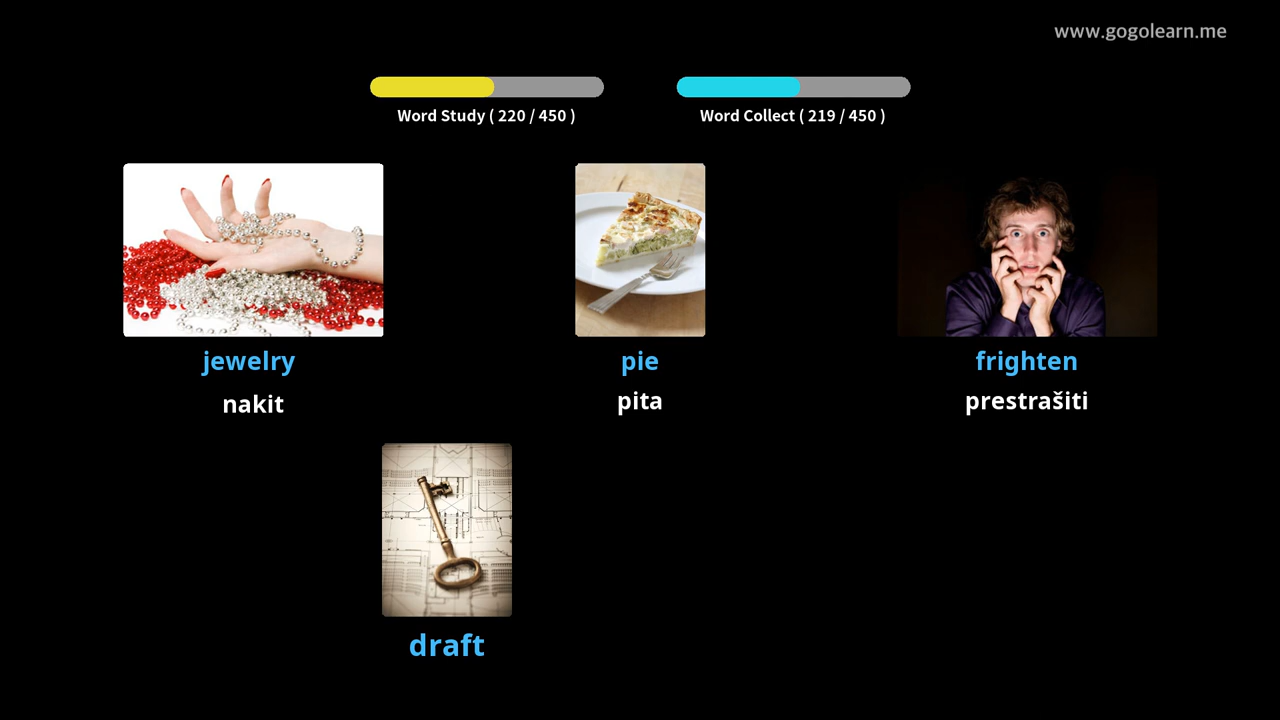 www.gogolearn.me
Word Study ( 220 / 450 )
Word Collect ( 219 / 450 )
jewelry
nakit
pie
pita
frighten
prestrašiti
draft